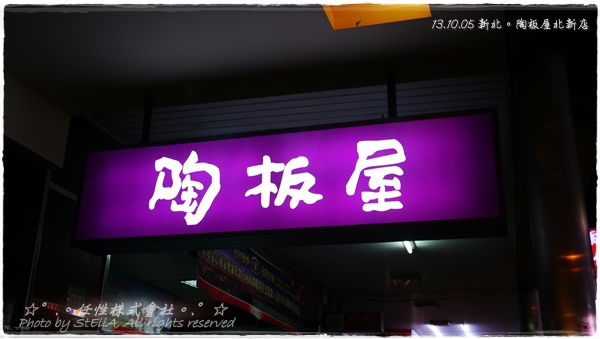 13.10.05 新北。陶板屋北新店
陶板屋
☆°.。任性株式會社。.°☆
Photo by StEllA. All rights reserved